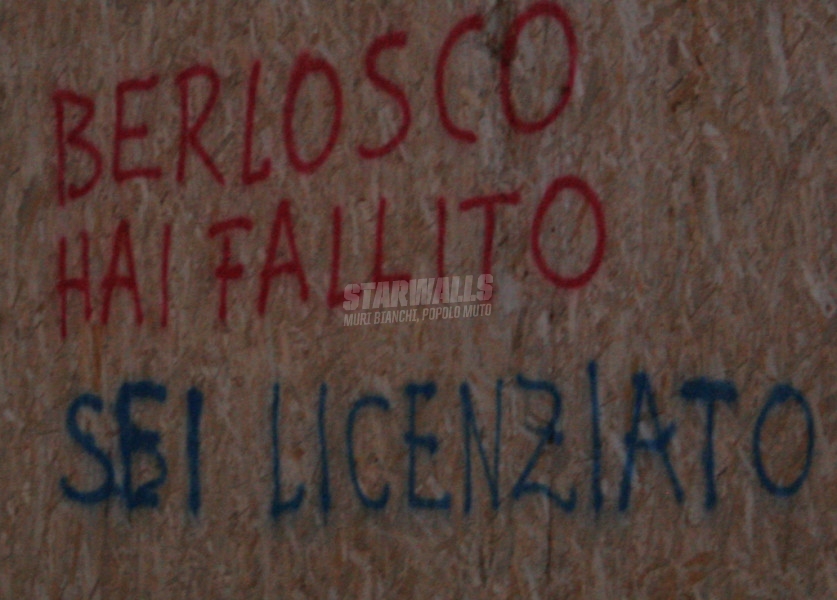 BERLOSCO
HAI FALLITO
STARWALLS
MURI BIANCHI, POPOLO MUTO
SEI LICENZIATO